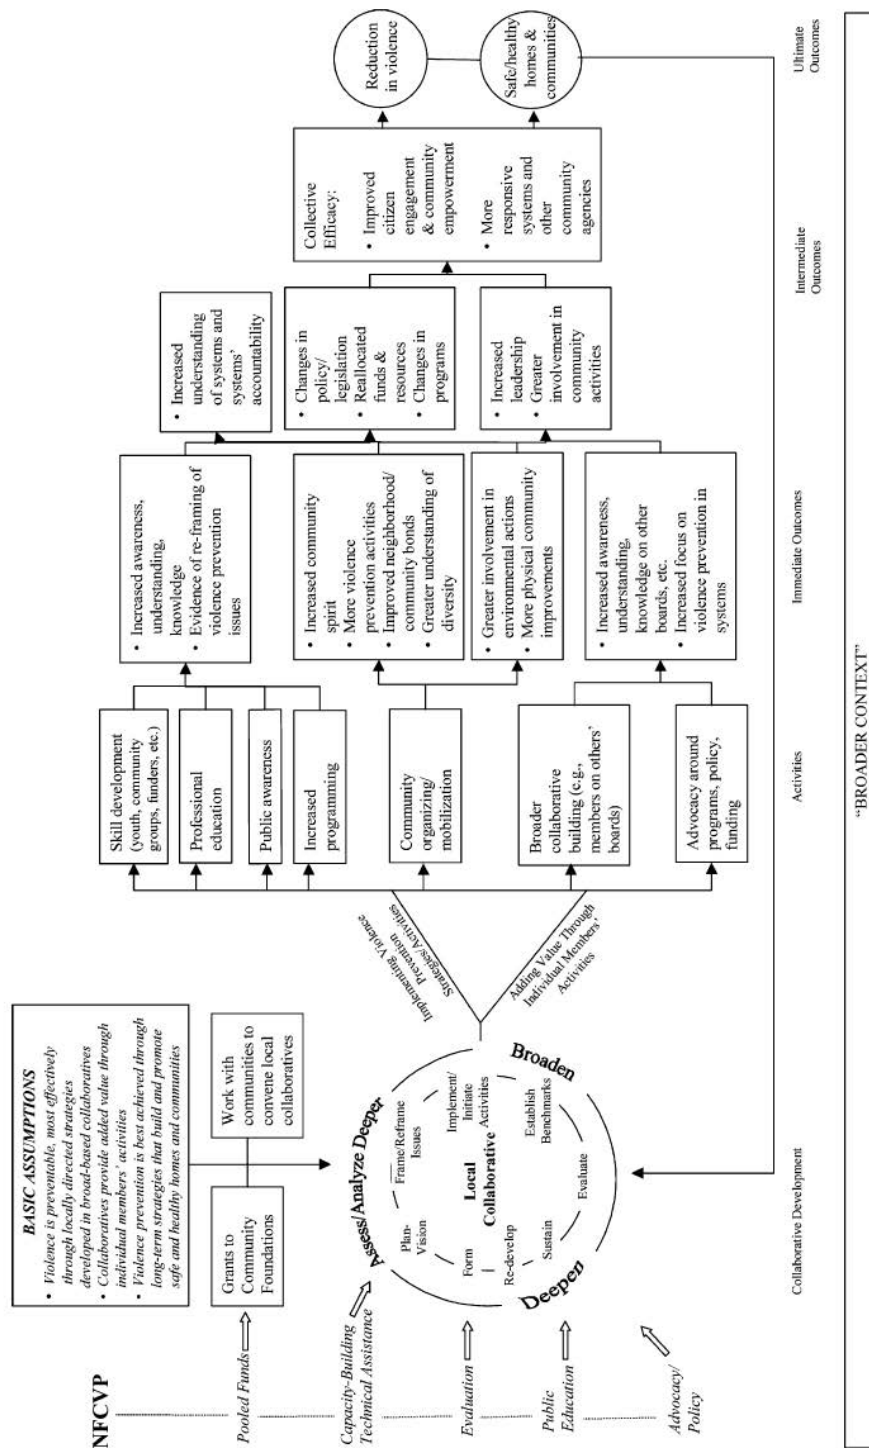 NFCVP
Pooled Funds
Capacity-Building
Technical Assistance
Evaluation
Public
Education
Advocacy/
Policy
BASIC ASSUMPTIONS
• Violence is preventable, most effectively
through locally directed strategies
developed in broad-based collaboratives
• Collaboratives provide added value through
individual members' activities
• Violence prevention is best achieved through
long-term strategies that build and promote
safe and healthy homes and communities
Grants to
Community
Foundations
Work with
communities to
convene local
collaboratives
Assess/Analyze Deeper
Broaden
Deepen
Local
Collaborative
Form
Plan-
Vision
Frame/Reframe
Issues
Implement/
Initiate
Activities
Establish
Benchmarks
Evaluate
Sustain
Re-develop
Implementing Violence
Prevention
Strategies/Activities
Adding Value Through
Individual Members'
Activities
Skill development
(youth, community
groups, funders, etc.)
Professional
education
Public awareness
Increased
programming
Community
organizing/
mobilization
Broader
collaborative
building (e.g.,
members on others'
boards)
Advocacy around
programs, policy,
funding
• Increased awareness,
understanding,
knowledge
• Evidence of re-framing of
violence prevention
issues
• Increased community
spirit
• More violence
prevention activities
• Improved neighborhood/
community bonds
• Greater understanding of
diversity
• Greater involvement in
environmental actions
• More physical community
improvements
• Increased awareness,
understanding,
knowledge on other
boards, etc.
• Increased focus on
violence prevention in
systems
• Increased
understanding
of systems and
systems'
accountability
• Changes in
policy/
legislation
• Reallocated
funds &
resources
• Changes in
programs
• Increased
leadership
• Greater
involvement in
community
activities
Collective
Efficacy:
• Improved
citizen
engagement
& community
empowerment
• More
responsive
systems and
other
community
agencies
Reduction
in violence
Safe/healthy
homes &
communities
Collaborative Development
Activities
Immediate Outcomes
Intermediate
Outcomes
Ultimate
Outcomes
"BROADER CONTEXT"